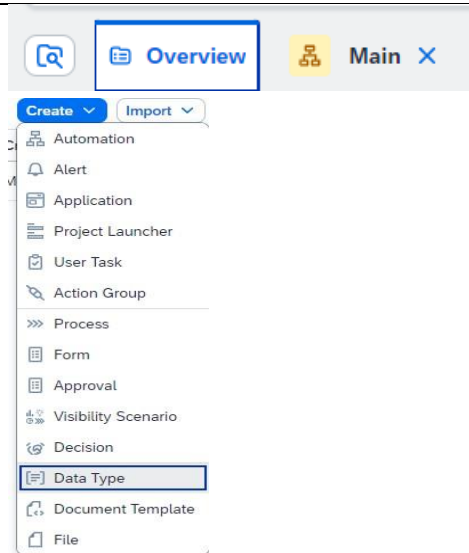 Overview Main
Create Import
Automation
Alert
Application
Project Launcher
User Task
Action Group
Process
Form
Approval
Visibility Scenario
Decision
Data Type
Document Template
File